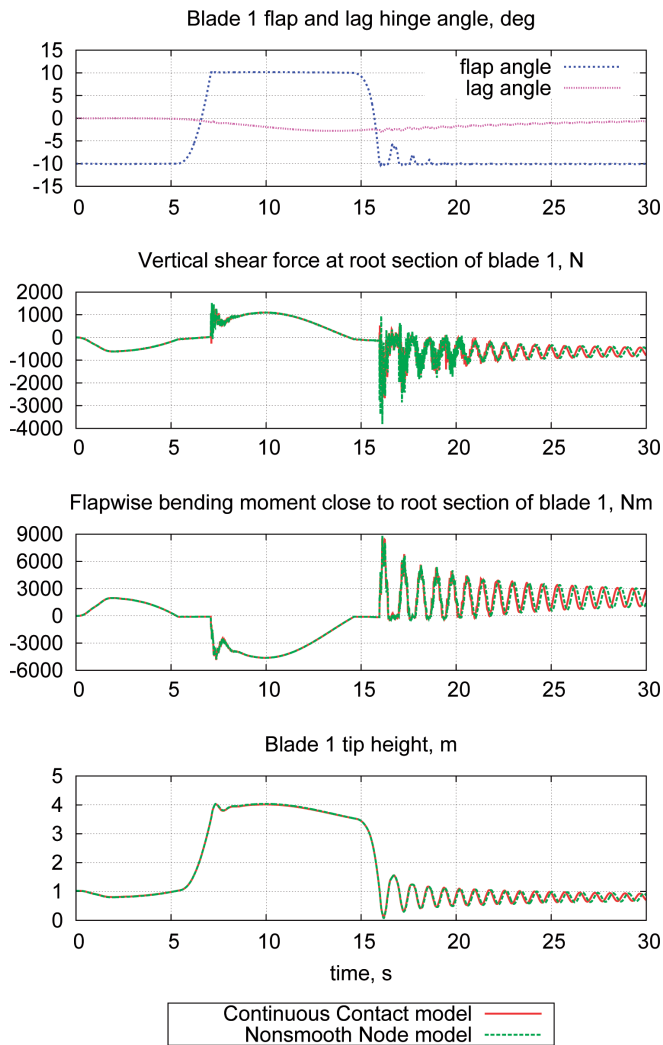 Blade 1 flap and lag hinge angle, deg
15
10
5
0
-5
-10
-15
flap angle
lag angle
0 5 10 15 20 25 30
Vertical shear force at root section of blade 1, N
2000
1000
0
-1000
-2000
-3000
-4000
0 5 10 15 20 25 30
Flapwise bending moment close to root section of blade 1, Nm
9000
6000
3000
0
-3000
-6000
0 5 10 15 20 25 30
Blade 1 tip height, m
5
4
3
2
1
0
0 5 10 15 20 25 30
time, s
Continuous Contact model
Nonsmooth Node model